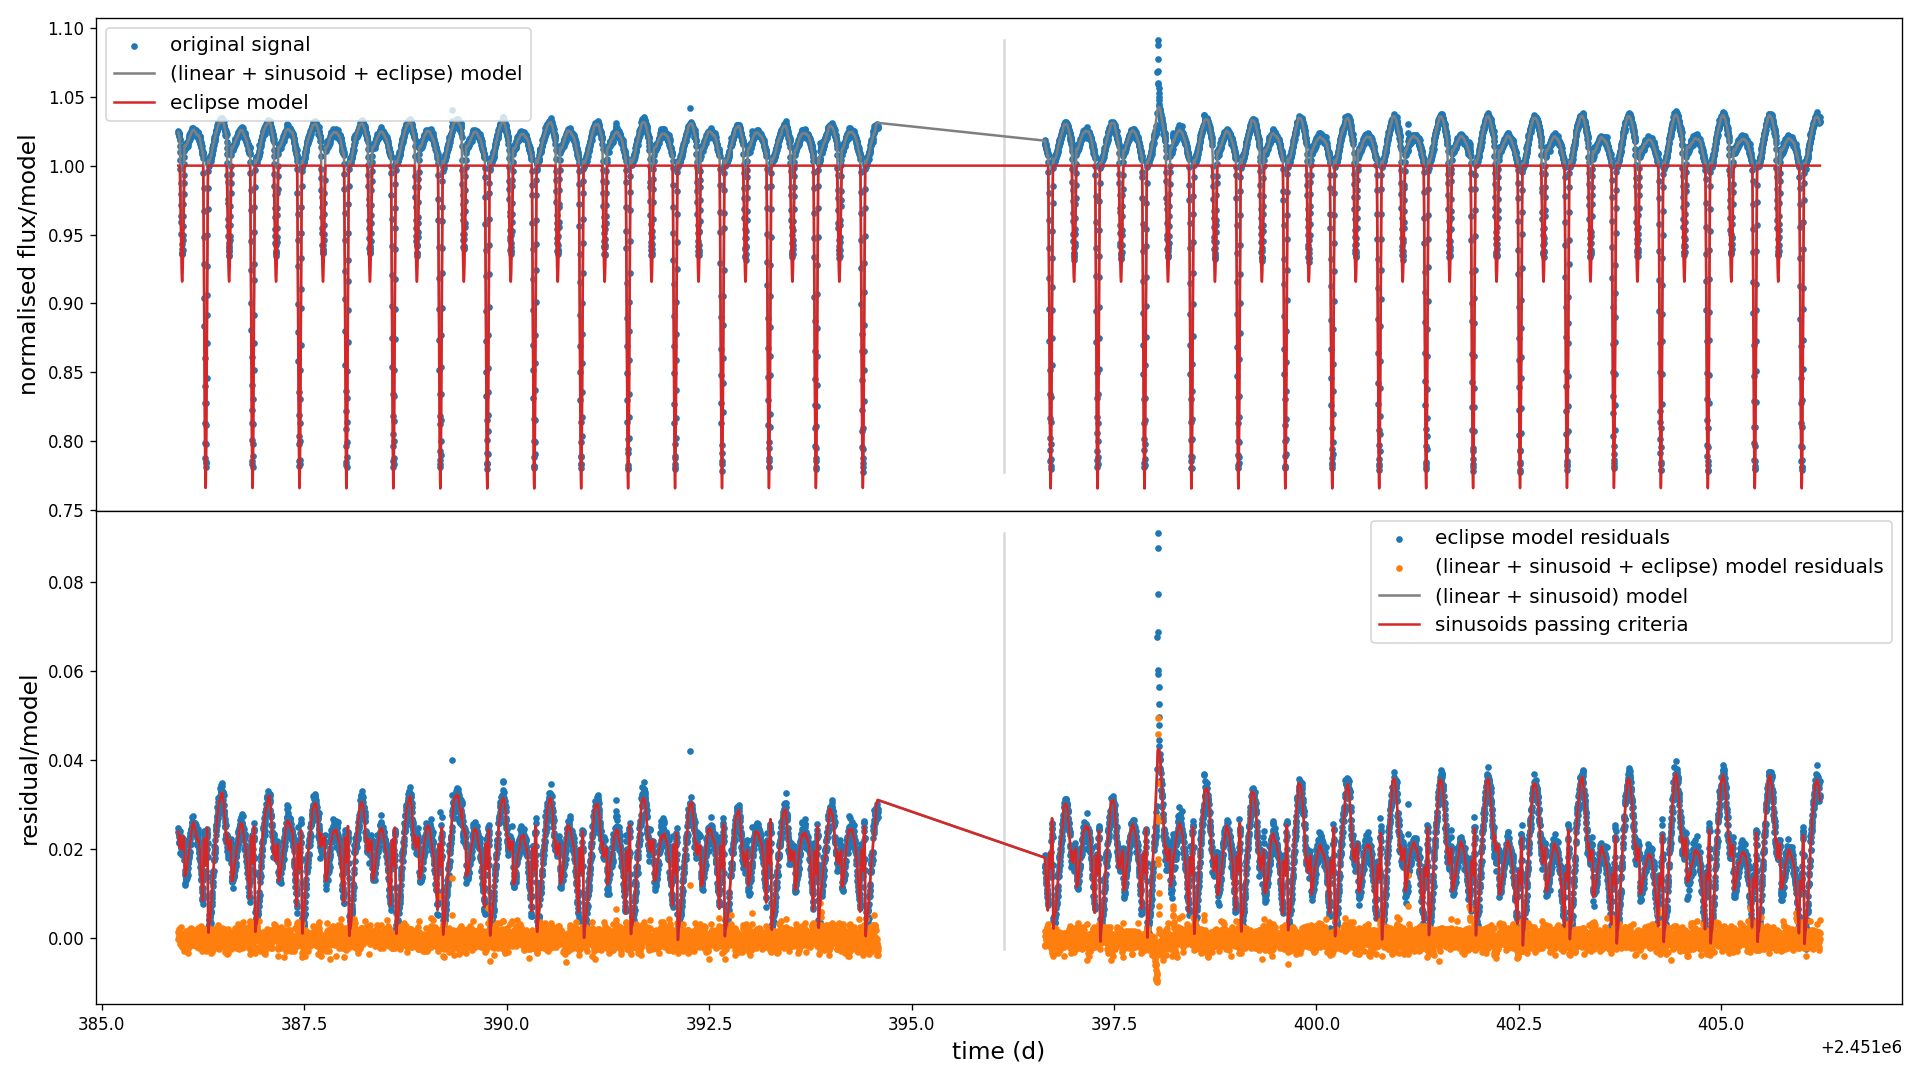 1.10
1.05
1.00
0.95
0.90
0.85
0.80
0.75
normalised flux/model
original signal
(linear + sinusoid + eclipse) model
eclipse model
0.08
0.06
0.04
0.02
0.00
residual/model
eclipse model residuals
(linear + sinusoid + eclipse) model residuals
(linear + sinusoid) model
sinusoids passing criteria
385.0 387.5 390.0 392.5 395.0 397.5 400.0 402.5 405.0
time (d)
+2.451e6